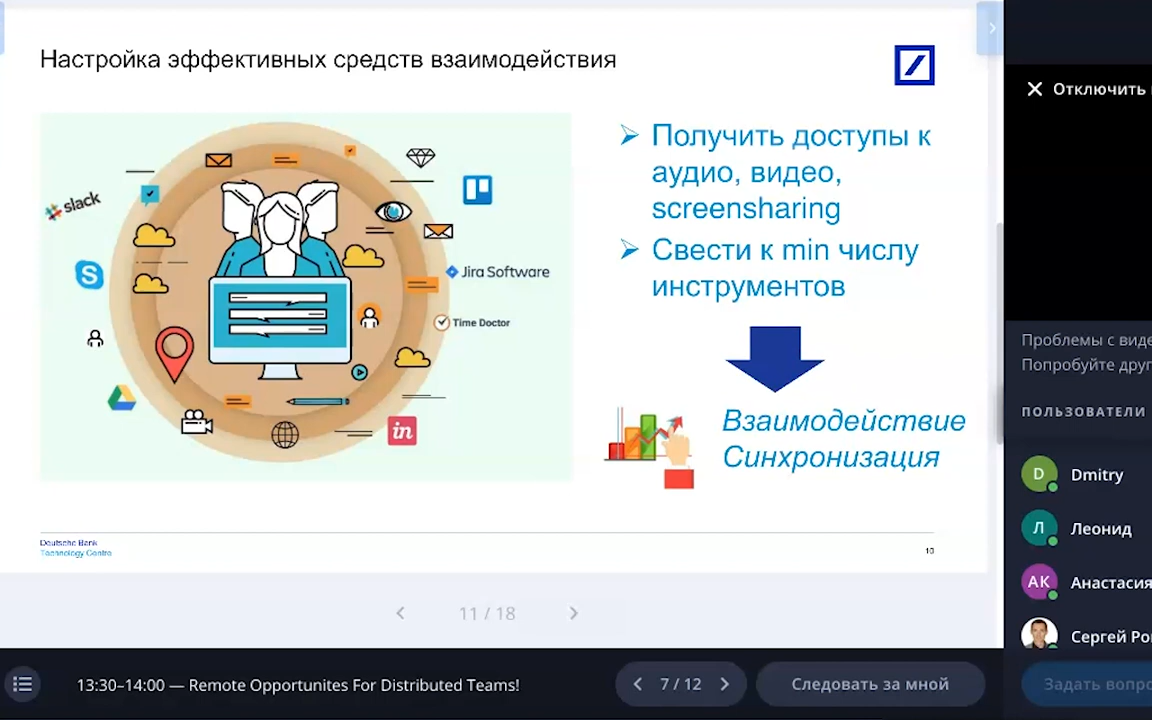 Настройка эффективных средств взаимодействия
slack
Jira Software
Time Doctor
in
Получить доступы к
аудио, видео,
screensharing
Свести к min числу
инструментов
Взаимодействие
Синхронизация
Deutsche Bank
Technology Centre
10
11 / 18
13:30–14:00 — Remote Opportunites For Distributed Teams!
7 / 12
Следовать за мной
Отключить
Проблемы с виде
Попробуйте друг
ПОЛЬЗОВАТЕЛИ
D Dmitry
Л Леонид
АК Анастасия
Сергей Ро
Задать вопро